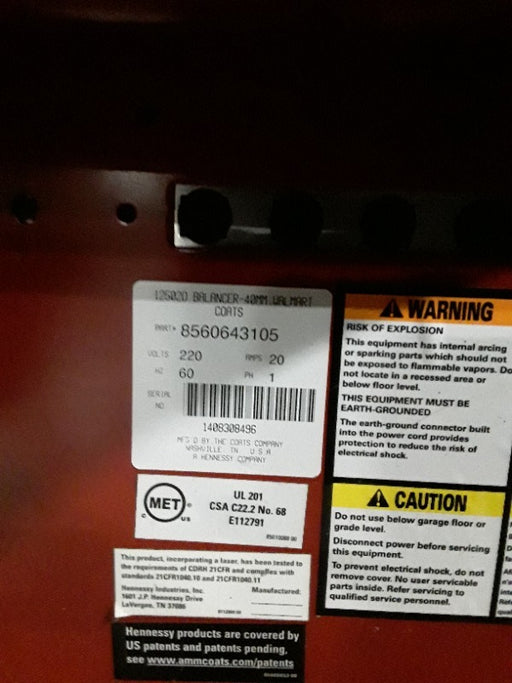 12502D BALANCER-40MM WALMART
COATS
PART# 8560643105
VOLTS 220 AMPS 20
HZ 60 PH 1
SERIAL
NO
1408308496
MF'G'D BY THE COATS COMPANY
NASHVILLE TN U S A
A HENNESSY COMPANY
MET
C US
UL 201
CSA C22.2 No. 68
E112791
This product, incorporating a laser, has been tested to
the requirements of CDRH 21CFR and complies with
standards 21CFR1040.10 and 21CFR1040.11
Hennessy Industries, Inc.
1601 J.P. Hennessy Drive
LaVergne, TN 37086
Manufactured:
Hennessy products are covered by
US patents and patents pending,
see www.ammcoats.com/patents
WARNING
RISK OF EXPLOSION
This equipment has internal arcing
or sparking parts which should not
be exposed to flammable vapors. Do
not locate in a recessed area or
below floor level.
THIS EQUIPMENT MUST BE
EARTH-GROUNDED
The earth-ground connector built
into the power cord provides
protection to reduce the risk of
electrical shock.
CAUTION
Do not use below garage floor or
grade level.
Disconnect power before servicing
this equipment.
To prevent electrical shock, do not
remove cover. No user servicable
parts inside. Refer servicing to
qualified service personnel.